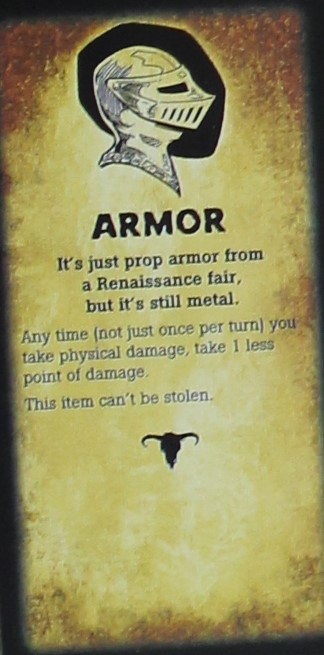 ARMOR
It's just prop armor from
a Renaissance fair,
but it's still metal.
Any time (not just once per turn) you
take physical damage, take 1 less
point of damage.
This item can't be stolen.